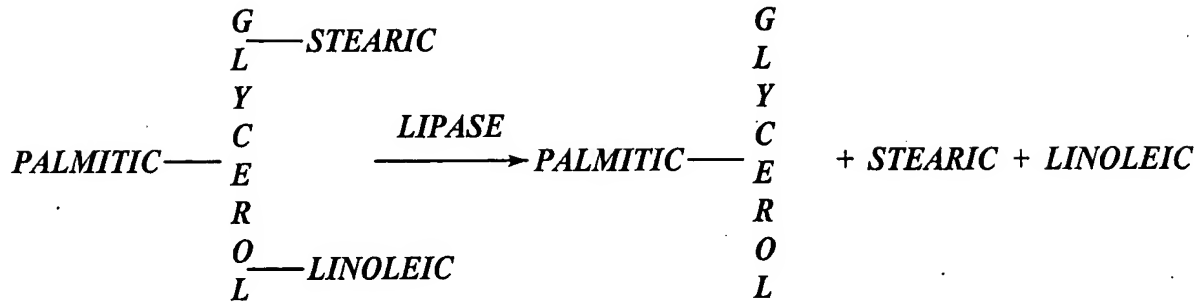 G
L
Y
C
E
R
O
L
STEARIC
PALMITIC
LINOLEIC
LIPASE
PALMITIC
G
L
Y
C
E
R
O
L
+ STEARIC + LINOLEIC